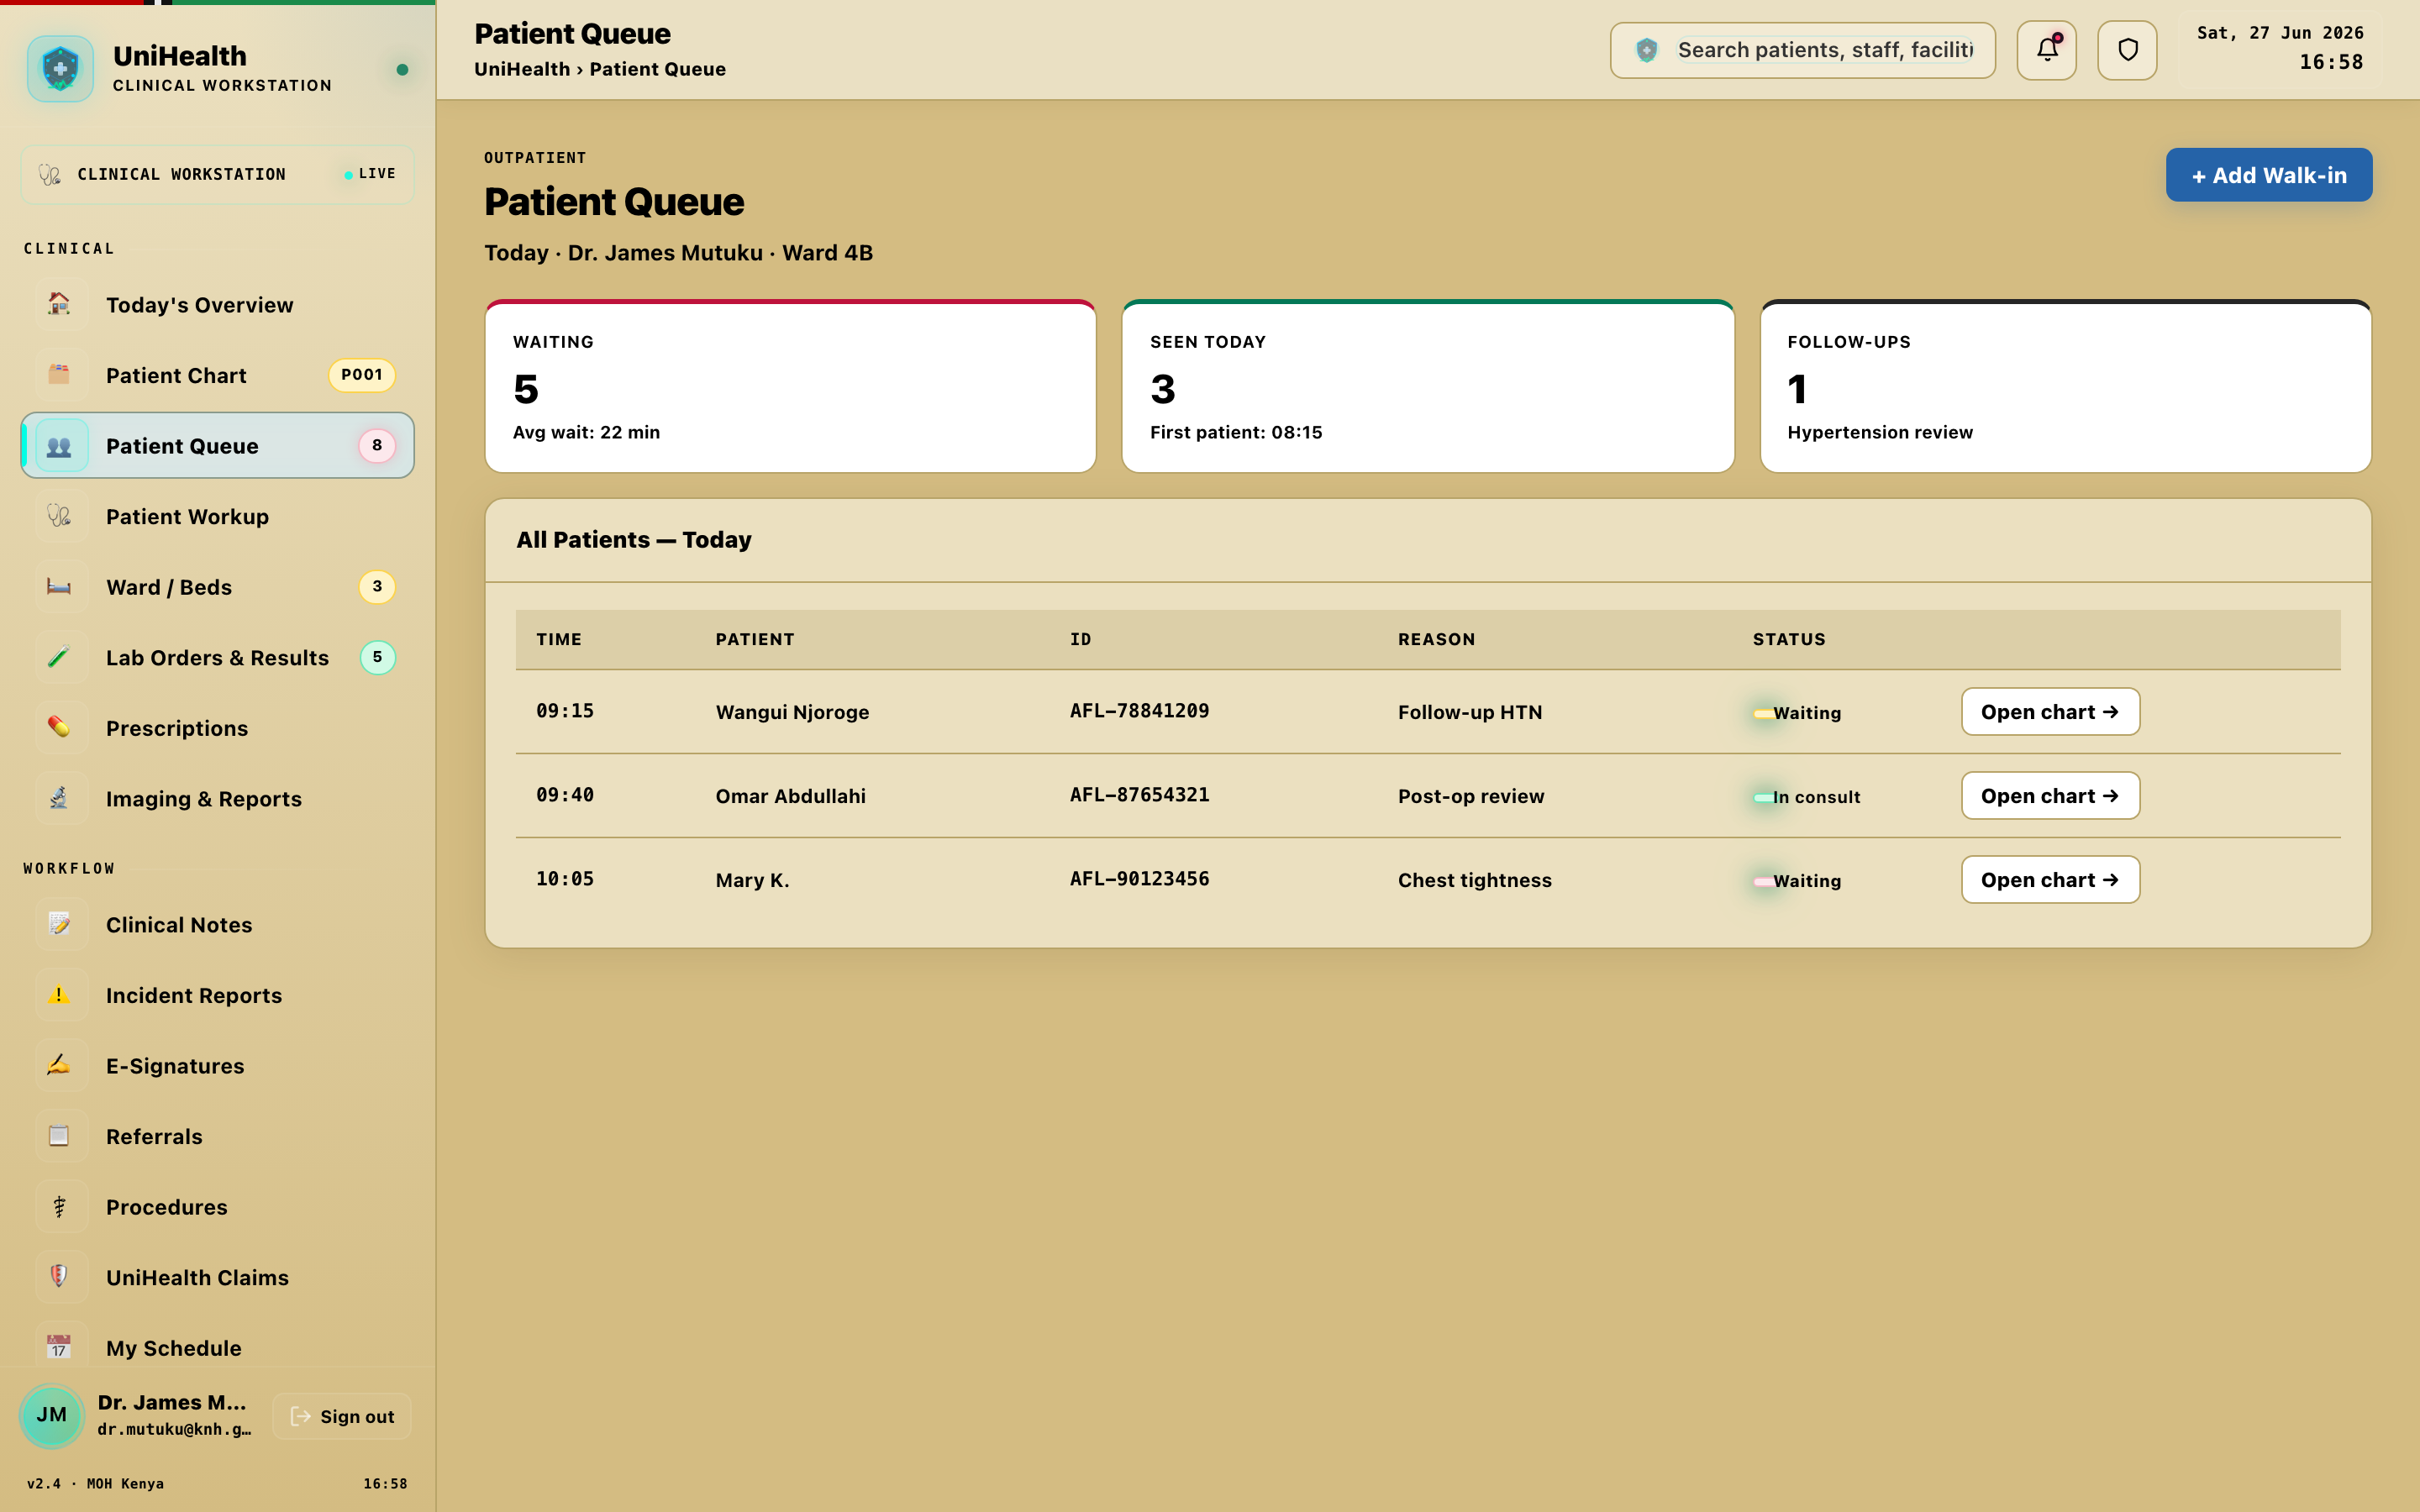 UniHealth
CLINICAL WORKSTATION
CLINICAL WORKSTATION
LIVE
CLINICAL
Today's Overview
Patient Chart P001
Patient Queue 8
Patient Workup
Ward / Beds 3
Lab Orders & Results 5
Prescriptions
Imaging & Reports
WORKFLOW
Clinical Notes
Incident Reports
E-Signatures
Referrals
Procedures
UniHealth Claims
17 My Schedule
JM
Dr. James M...
dr.mutuku@knh.g…
Sign out
v2.4 · MOH Kenya 16:58
Patient Queue
UniHealth › Patient Queue
Search patients, staff, faciliti
Sat, 27 Jun 2026
16:58
OUTPATIENT
Patient Queue
Today · Dr. James Mutuku · Ward 4B
+ Add Walk-in
WAITING
5
Avg wait: 22 min
SEEN TODAY
3
First patient: 08:15
FOLLOW-UPS
1
Hypertension review
All Patients — Today
TIME PATIENT ID REASON STATUS
09:15 Wangui Njoroge AFL-78841209 Follow-up HTN Waiting Open chart →
09:40 Omar Abdullahi AFL-87654321 Post-op review In consult Open chart →
10:05 Mary K. AFL-90123456 Chest tightness Waiting Open chart →